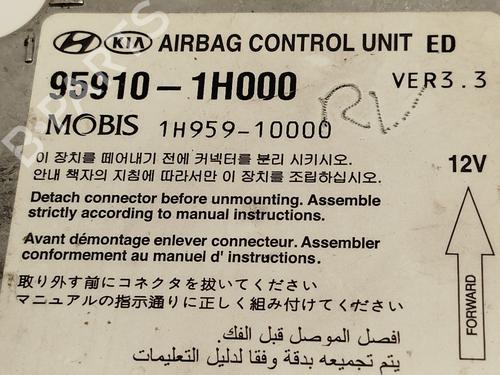 KIA AIRBAG CONTROL UNIT ED
95910-1H000 VER3.3
MOBIS 1H959-10000 RW
이 장치를 떼어내기 전에 커넥터를 분리 시키시오.
안내 책자의 지침에 따라서만 이 장치를 조립하십시오.
12V
Detach connector before unmounting. Assemble
strictly according to manual instructions.
Avant démontage enlever connecteur. Assembler
conformement au manuel d' instructions.
取り外す前にコネクタを抜いてください
マニュアルの指示通りに正しく組み付けてください
افصل الموصل قبل الفك.
يتم تجميعه بدقة وفقا لدليل التعليمات
FORWARD